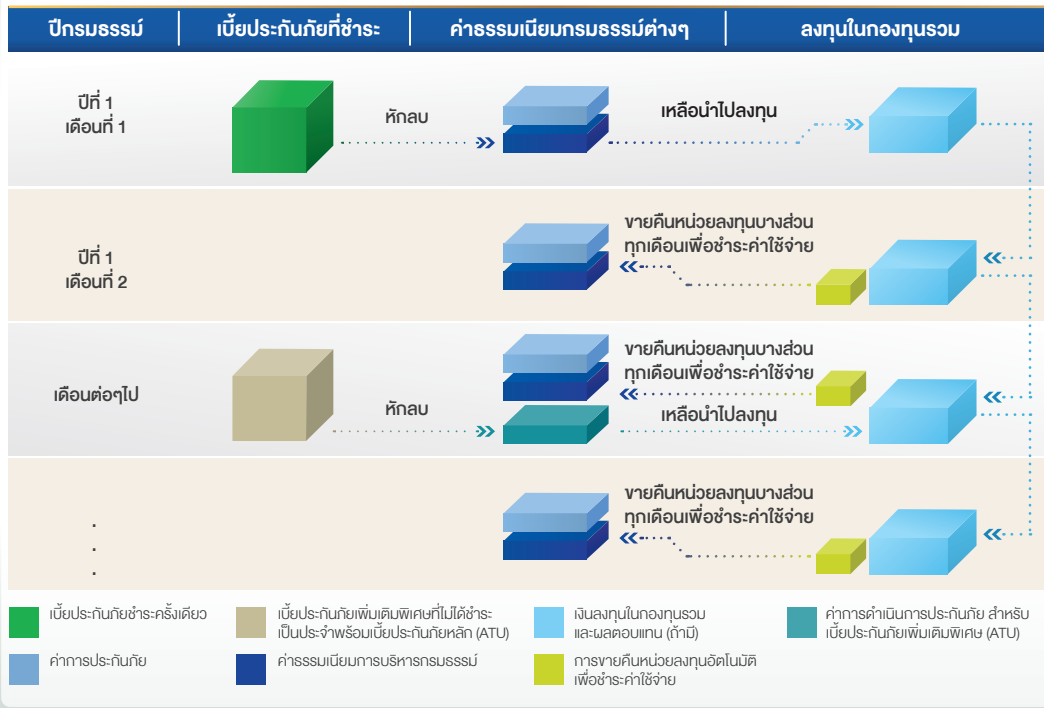 ปีกรมธรรม์
เบี้ยประกันภัยที่ชำระ
ค่าธรรมเนียมกรมธรรม์ต่างๆ
ลงทุนในกองทุนรวม
ปีที่ 1
เดือนที่ 1
หักลบ
เหลือนำไปลงทุน
ปีที่ 1
เดือนที่ 2
ขายคืนหน่วยลงทุนบางส่วน
ทุกเดือนเพื่อชำระค่าใช้จ่าย
เดือนต่อๆไป
หักลบ
ขายคืนหน่วยลงทุนบางส่วน
ทุกเดือนเพื่อชำระค่าใช้จ่าย
เหลือนำไปลงทุน
.
.
.
ขายคืนหน่วยลงทุนบางส่วน
ทุกเดือนเพื่อชำระค่าใช้จ่าย
เบี้ยประกันภัยชำระครั้งเดียว
เบี้ยประกันภัยเพิ่มเติมพิเศษที่ไม่ได้ชำระ
เป็นประจำพร้อมเบี้ยประกันภัยหลัก (ATU)
เงินลงทุนในกองทุนรวม
และผลตอบแทน (ถ้ามี)
ค่าการดำเนินการประกันภัย สำหรับ
เบี้ยประกันภัยเพิ่มเติมพิเศษ (ATU)
ค่าการประกันภัย
ค่าธรรมเนียมการบริหารกรมธรรม์
การขายคืนหน่วยลงทุนอัตโนมัติ
เพื่อชำระค่าใช้จ่าย